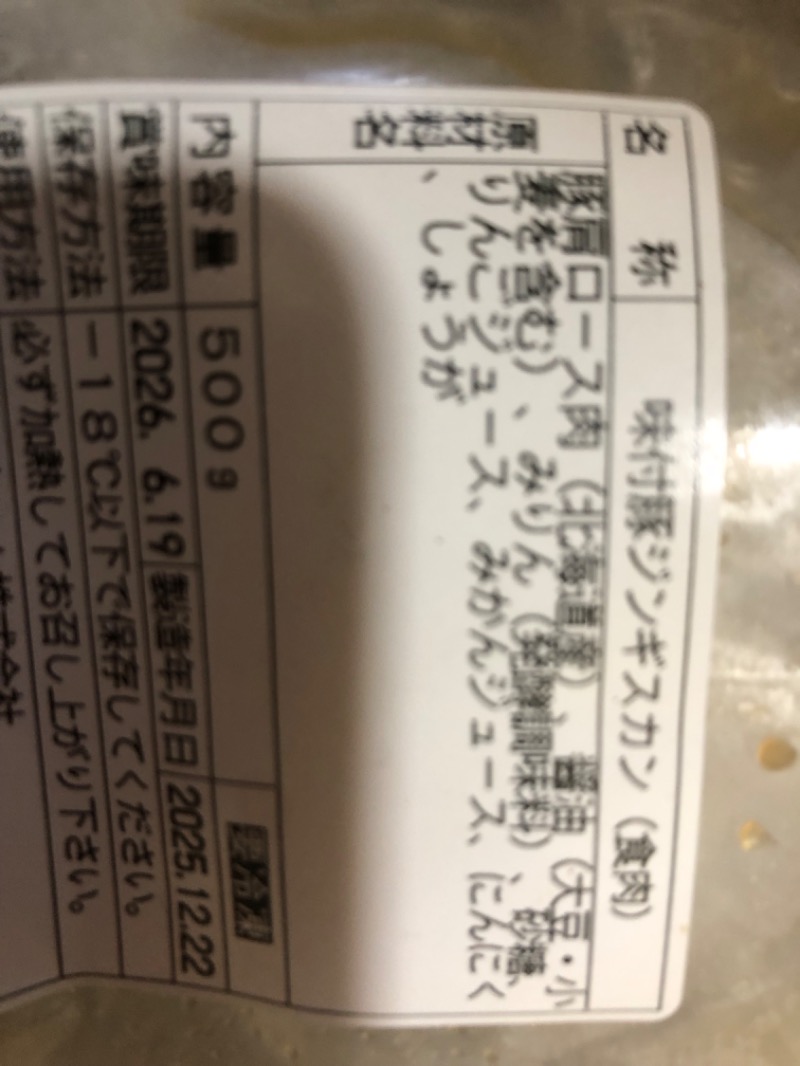 名称 味付豚ジンギスカン（食肉）
原材料名 豚肩ロース肉（北海道産）、醤油（大豆・小
麦を含む）、みりん（発酵調味料）、砂糖、
りんごジュース、みかんジュース、にんにく
、しょうが
内容量 500g
賞味期限 2026. 6.19 製造年月日 2025.12.22
保存方法 －18℃以下で保存してください。
使用方法 必ず加熱してお召し上がり下さい。
株式会社